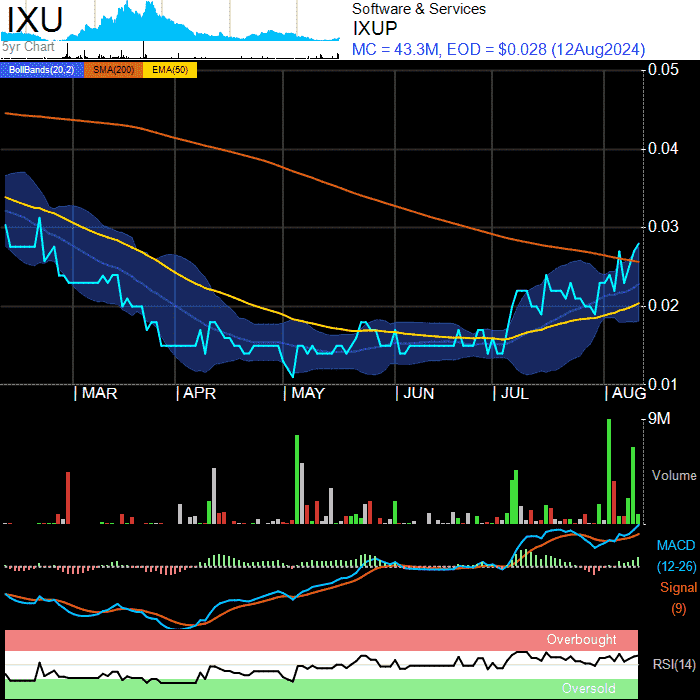 IXU
5yr Chart
Software & Services
IXUP
MC = 43.3M, EOD = $0.028 (12Aug2024)
BollBands(20,2) SMA(200) EMA(50)
0.05
0.04
0.03
0.02
0.01
MAR APR MAY JUN JUL AUG
9M
Volume
MACD
(12-26)
Signal
(9)
Overbought
RSI(14)
Oversold